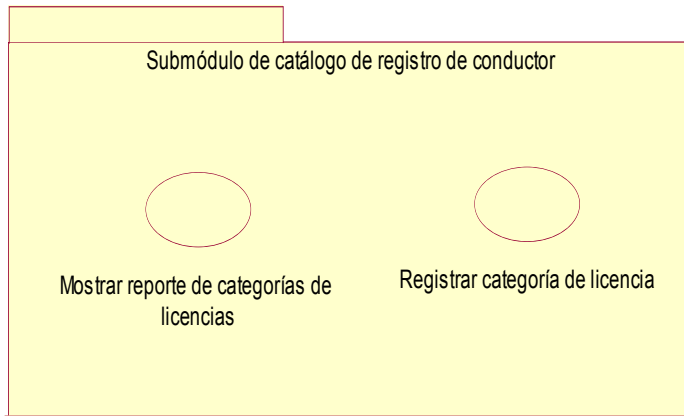 Submódulo de catálogo de registro de conductor
Mostrar reporte de categorías de
licencias
Registrar categoría de licencia